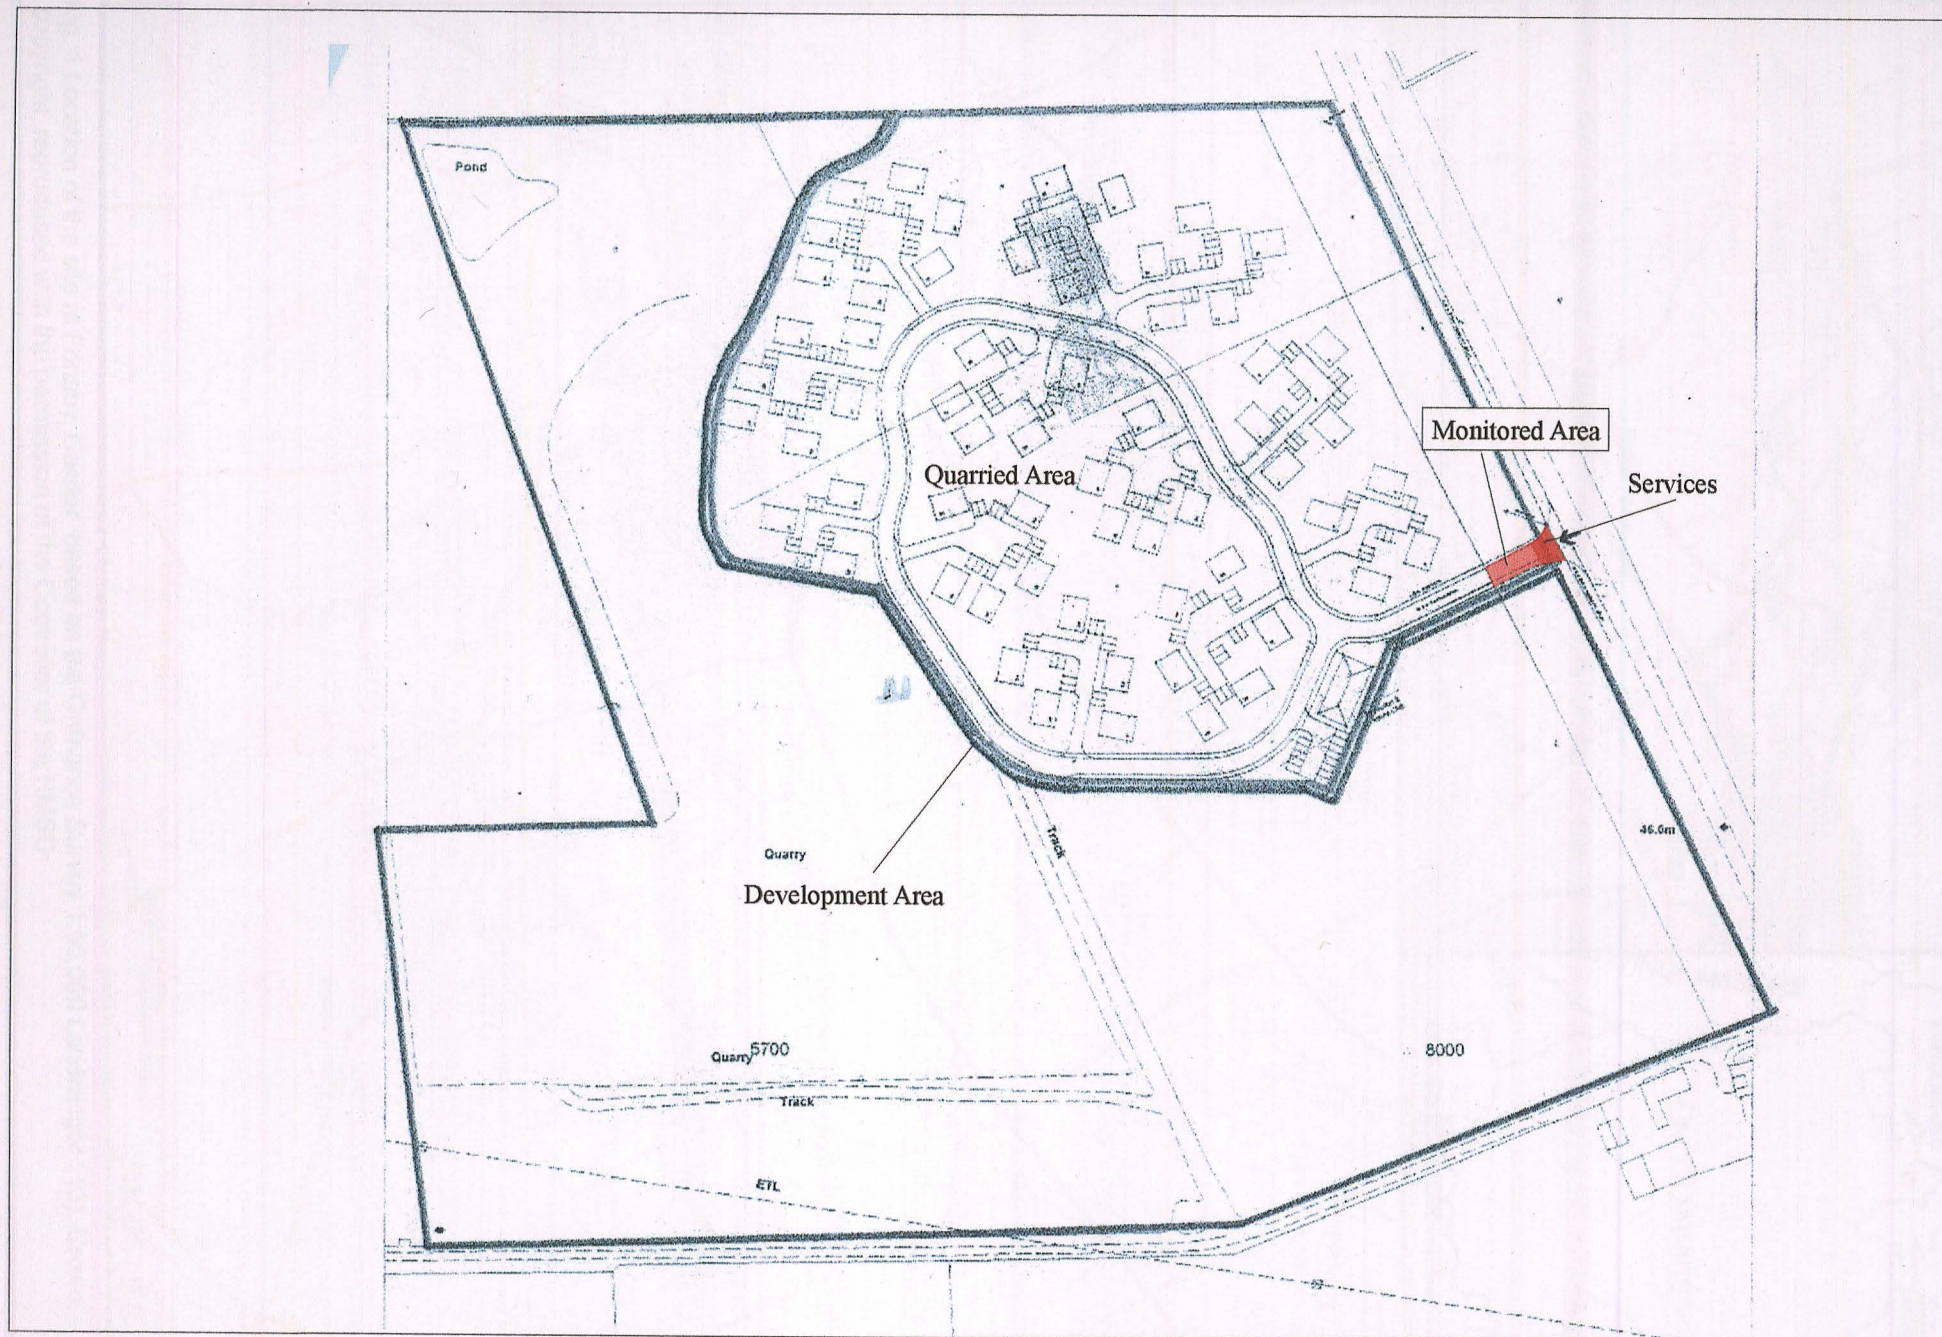 Pond
Monitored Area
Quarried Area
Services
Track
46.0m
Quarry
Development Area
Quarry
5700
8000
Track
ETL